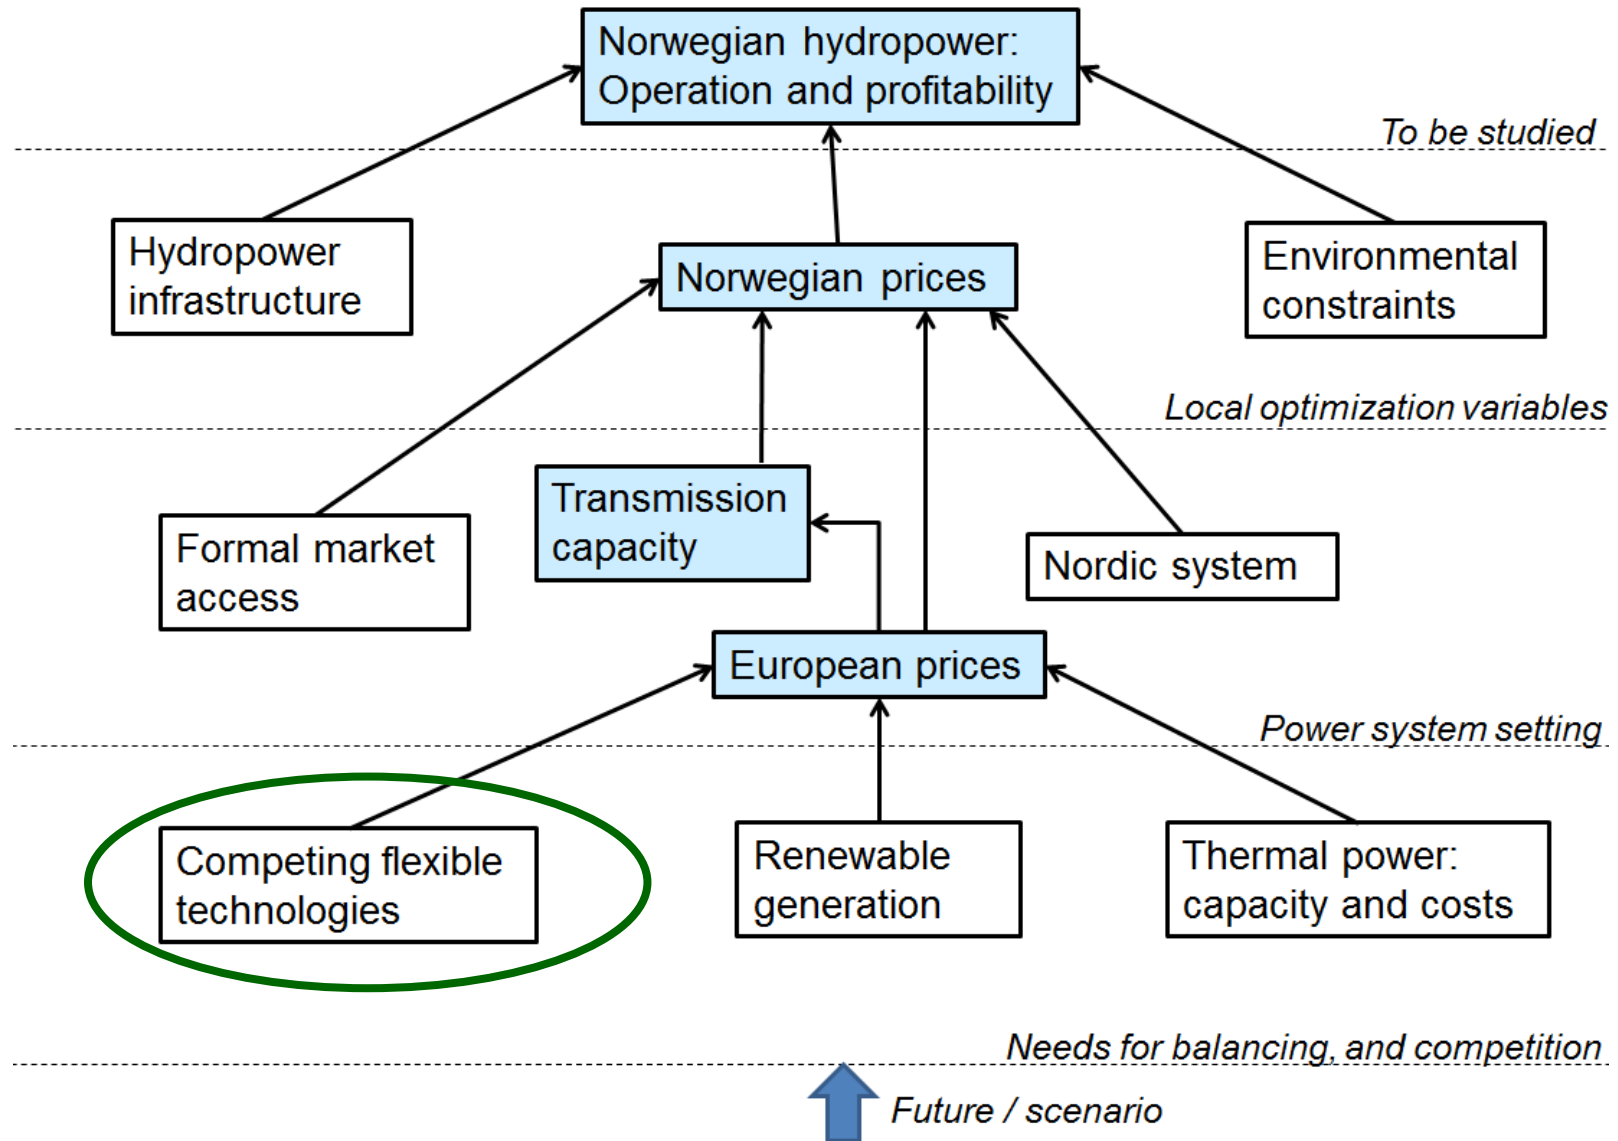 Norwegian hydropower:
Operation and profitability
To be studied
Hydropower
infrastructure
Norwegian prices
Environmental
constraints
Local optimization variables
Transmission
capacity
Formal market
access
Nordic system
European prices
Power system setting
Competing flexible
technologies
Renewable
generation
Thermal power:
capacity and costs
Needs for balancing, and competition
Future / scenario